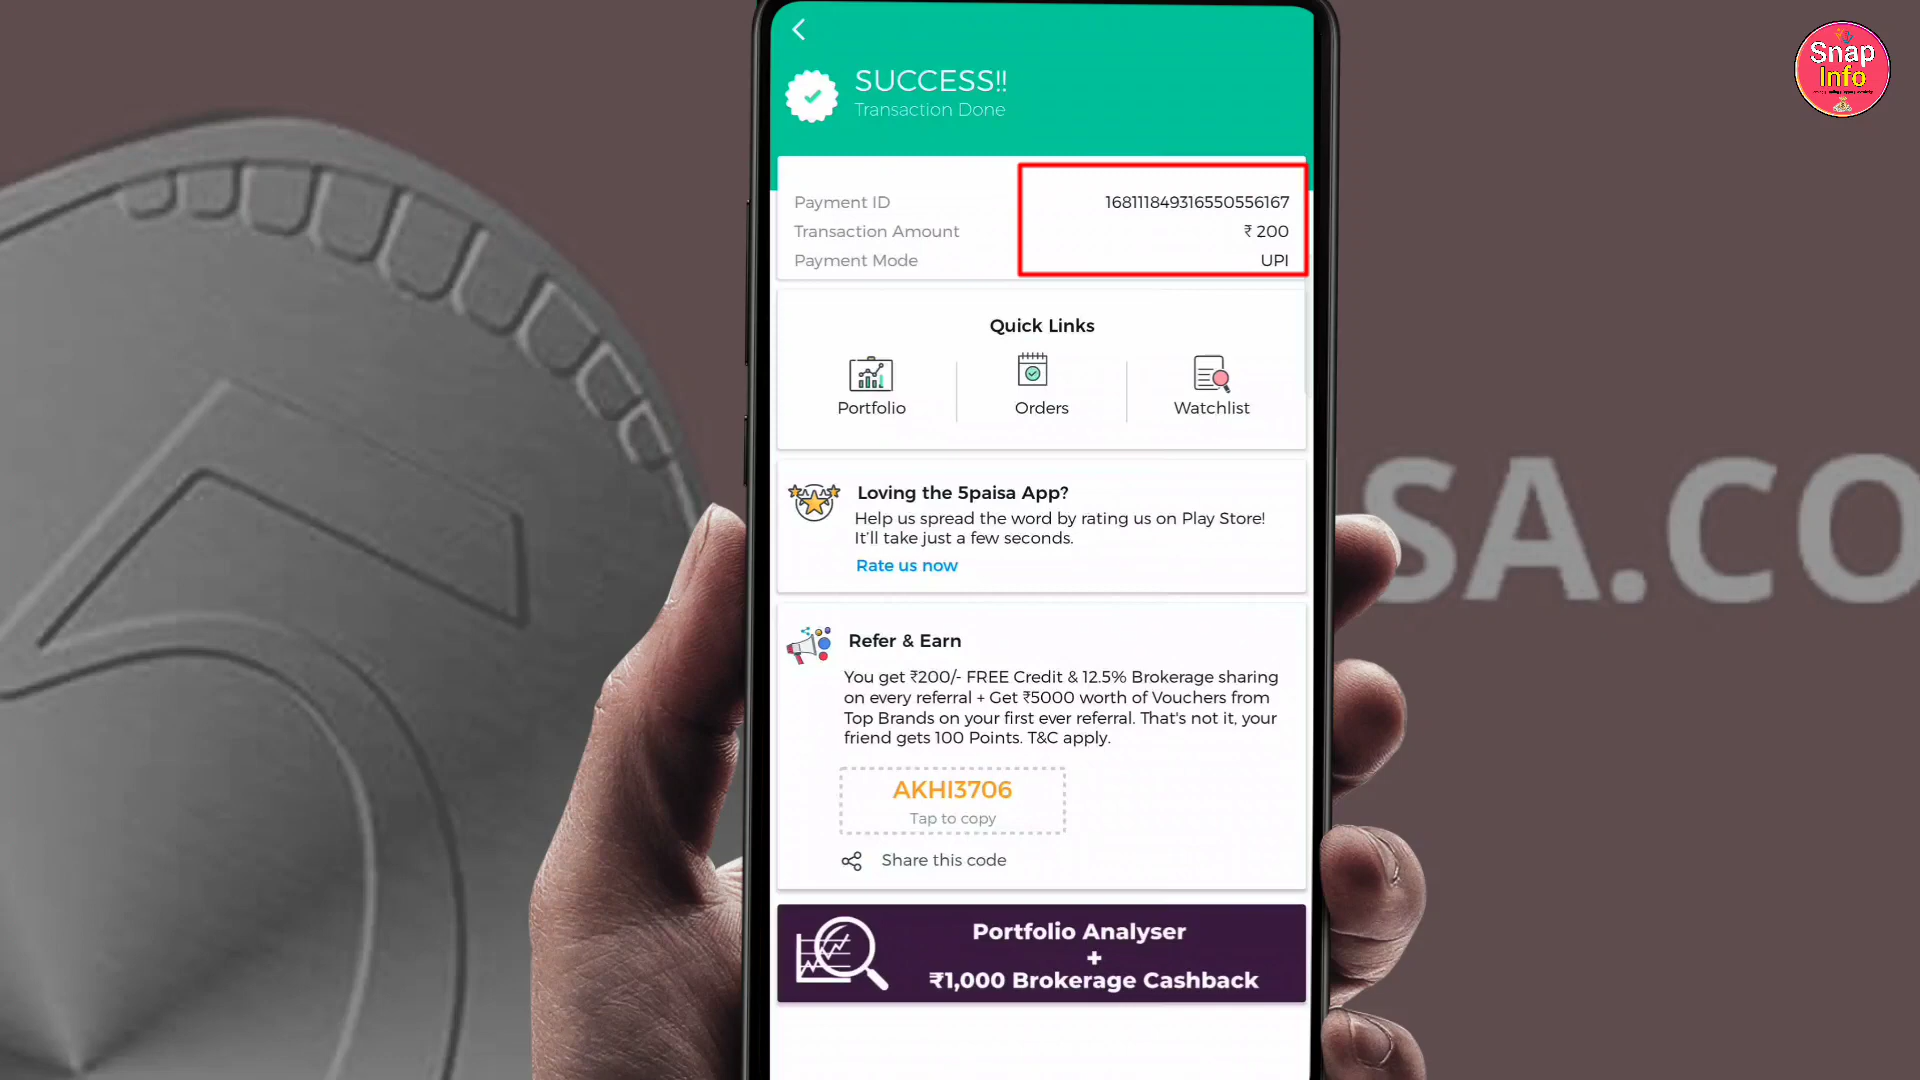 Snap
Info
SUCCESS!!
Transaction Done
Payment ID 168111849316550556167
Transaction Amount ₹ 200
Payment Mode UPI
Quick Links
Portfolio Orders Watchlist
Loving the 5paisa App?
Help us spread the word by rating us on Play Store!
It'll take just a few seconds.
Rate us now
Refer & Earn
You get ₹200/- FREE Credit & 12.5% Brokerage sharing
on every referral + Get ₹5000 worth of Vouchers from
Top Brands on your first ever referral. That's not it, your
friend gets 100 Points. T&C apply.
AKHI3706
Tap to copy
Share this code
Portfolio Analyser
+
₹1,000 Brokerage Cashback
SA.CO